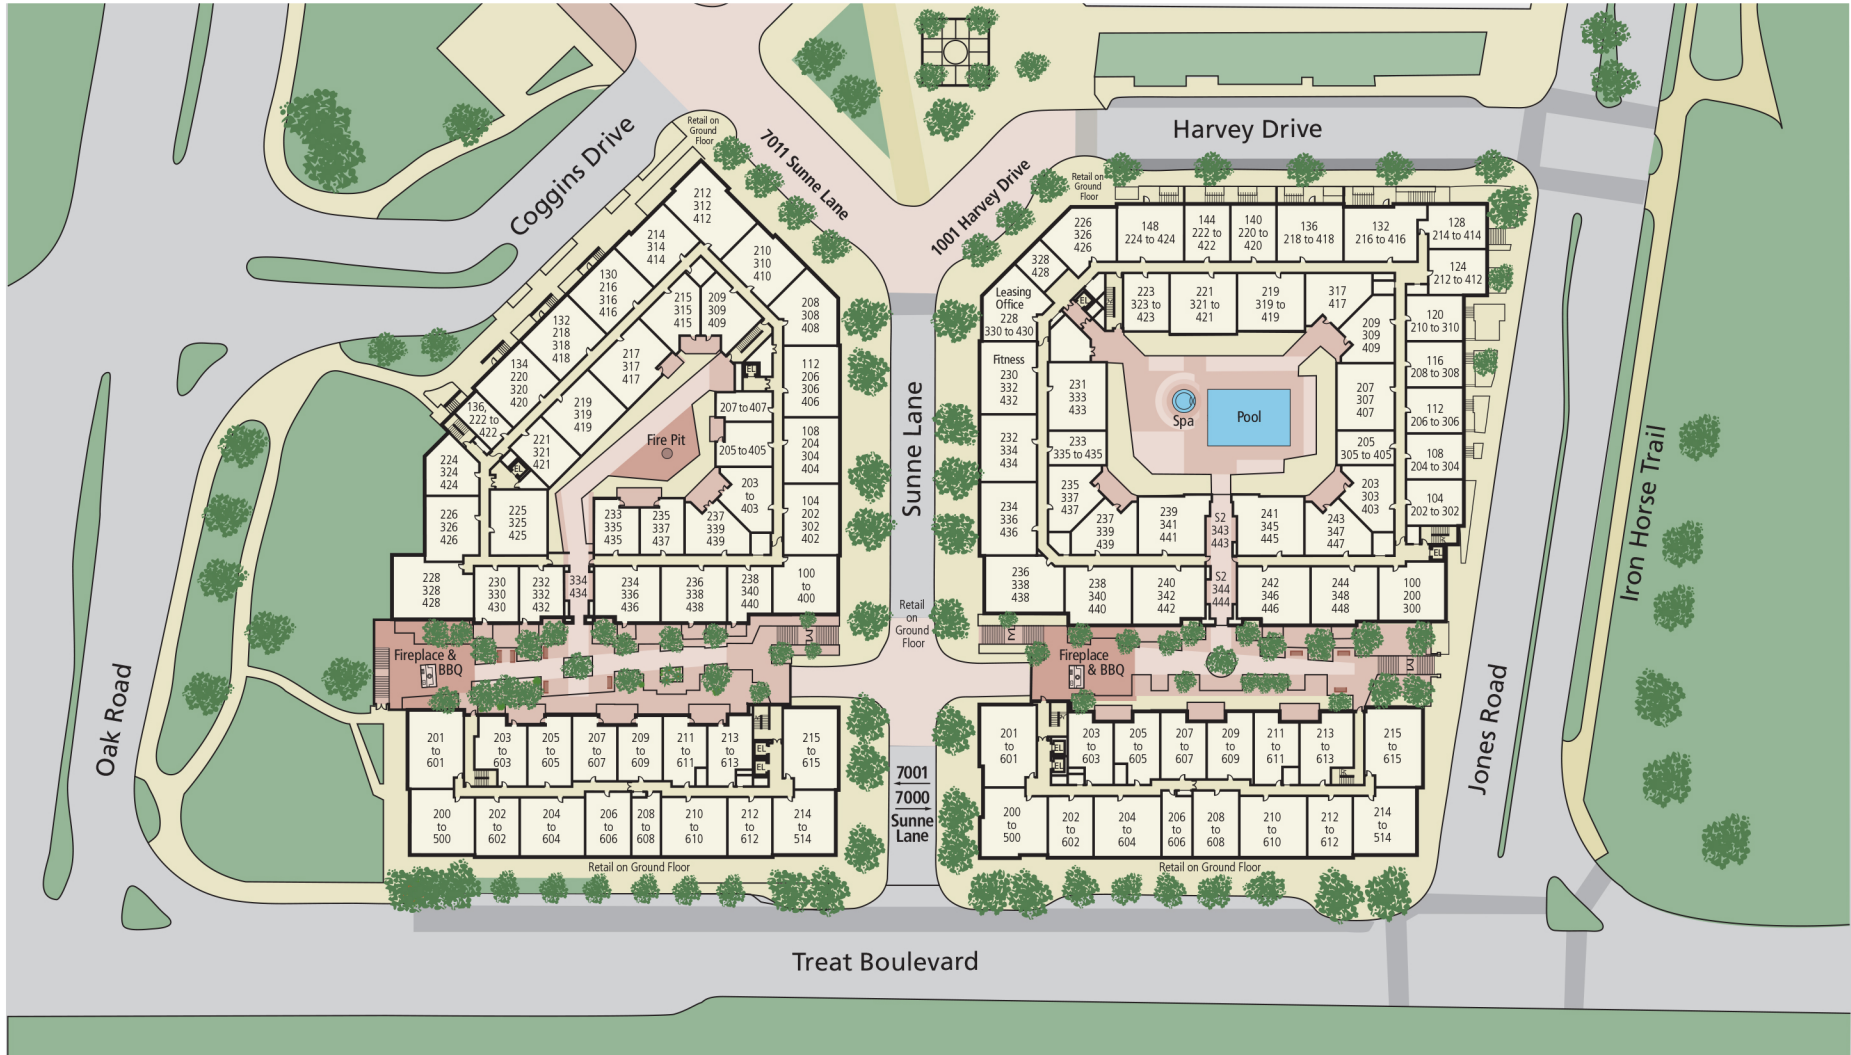 Retail on
Ground
Floor
Coggins Drive
7011 Sunne Lane
1001 Harvey Drive
Harvey Drive
Retail on
Ground
Floor
212
312
412
214
314
414
210
310
410
130
216
316
416
215
315
415
209
309
409
208
308
408
132
218
318
418
217
317
417
134
220
320
420
219
319
419
EL
112
206
306
406
136,
222 to
422
207 to 407
221
321
421
EL
Fire Pit
205 to 405
108
204
304
404
224
324
424
203
to
403
226
326
426
225
325
425
233
335
435
235
337
437
237
339
439
104
202
302
402
228
328
428
230
330
430
232
332
432
334
434
234
336
436
236
338
438
238
340
440
100
to
400
Fireplace &
BBQ
201
to
601
203
to
603
205
to
605
207
to
607
209
to
609
211
to
611
213
to
613
EL
EL
215
to
615
200
to
500
202
to
602
204
to
604
206
to
606
208
to
608
210
to
610
212
to
612
214
to
514
Retail on Ground Floor
Oak Road
Sunne Lane
Retail
on
Ground
Floor
7001
7000
Sunne
Lane
226
326
426
148
224 to 424
144
222 to
422
140
220 to
420
136
218 to 418
132
216 to 416
128
214 to 414
328
428
124
212 to 412
Leasing
Office
228
330 to 430
EL
223
323 to
423
221
321 to
421
219
319 to
419
317
417
209
309
409
120
210 to 310
Fitness
230
332
432
231
333
433
Spa
Pool
207
307
407
116
208 to 308
112
206 to 306
232
334
434
233
335 to 435
205
305 to 405
108
204 to 304
234
336
436
235
337
437
237
339
439
239
341
441
S2
343
443
241
345
445
243
347
447
203
303
403
104
202 to 302
EL
236
338
438
238
340
440
240
342
442
S2
344
444
242
346
446
244
348
448
100
200
300
Fireplace
& BBQ
201
to
601
EL
EL
203
to
603
205
to
605
207
to
607
209
to
609
211
to
611
213
to
613
215
to
615
200
to
500
202
to
602
204
to
604
206
to
606
208
to
608
210
to
610
212
to
612
214
to
514
Retail on Ground Floor
Jones Road
Iron Horse Trail
Treat Boulevard